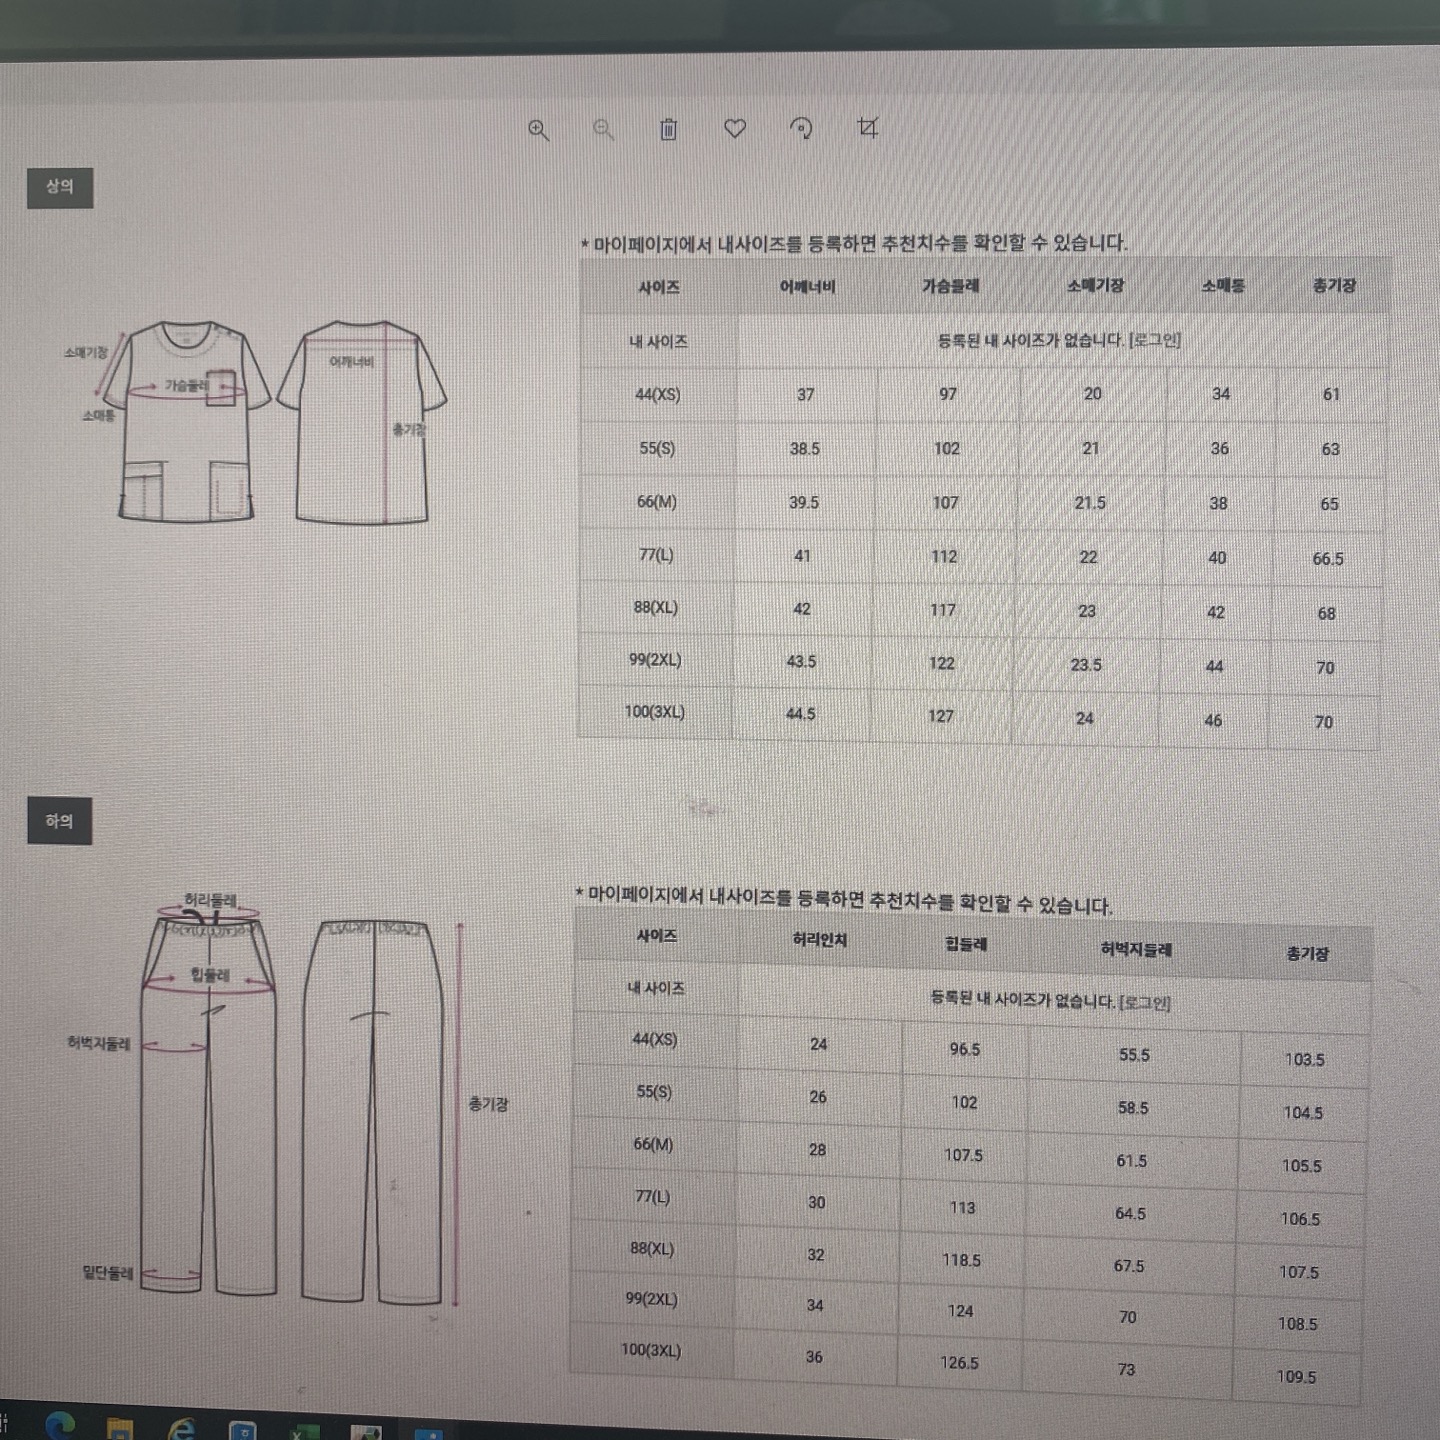 상의
* 마이페이지에서 내사이즈를 등록하면 추천치수를 확인할 수 있습니다.
소매기장
가슴둘레
소매통
어깨너비
총기장
사이즈 어깨너비 가슴둘레 소매기장 소매통 총기장
내 사이즈 등록된 내 사이즈가 없습니다. [로그인]
44(XS) 37 97 20 34 61
55(S) 38.5 102 21 36 63
66(M) 39.5 107 21.5 38 65
77(L) 41 112 22 40 66.5
88(XL) 42 117 23 42 68
99(2XL) 43.5 122 23.5 44 70
100(3XL) 44.5 127 24 46 70
하의
* 마이페이지에서 내사이즈를 등록하면 추천치수를 확인할 수 있습니다.
허리둘레
힙둘레
허벅지둘레
총기장
밑단둘레
사이즈 허리인치 힙둘레 허벅지둘레 총기장
내 사이즈 등록된 내 사이즈가 없습니다. [로그인]
44(XS) 24 96.5 55.5 103.5
55(S) 26 102 58.5 104.5
66(M) 28 107.5 61.5 105.5
77(L) 30 113 64.5 106.5
88(XL) 32 118.5 67.5 107.5
99(2XL) 34 124 70 108.5
100(3XL) 36 126.5 73 109.5